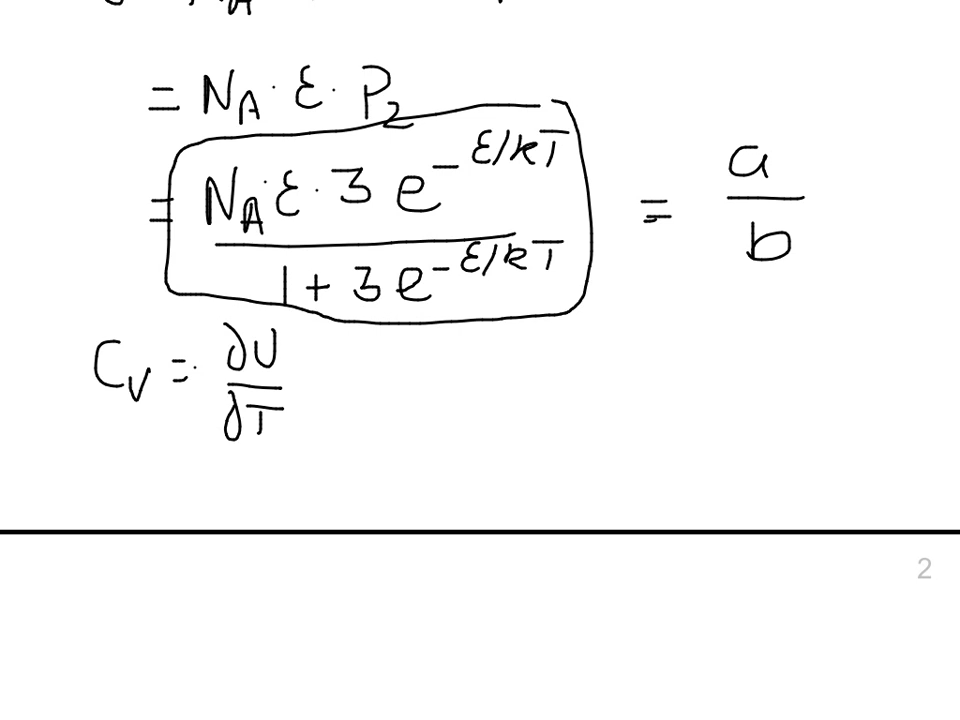 = N_A · ε · P_2
= N_A · ε · 3 e^{-ε/kT} / 1 + 3 e^{-ε/kT} = a / b
C_V = ∂U / ∂T
2